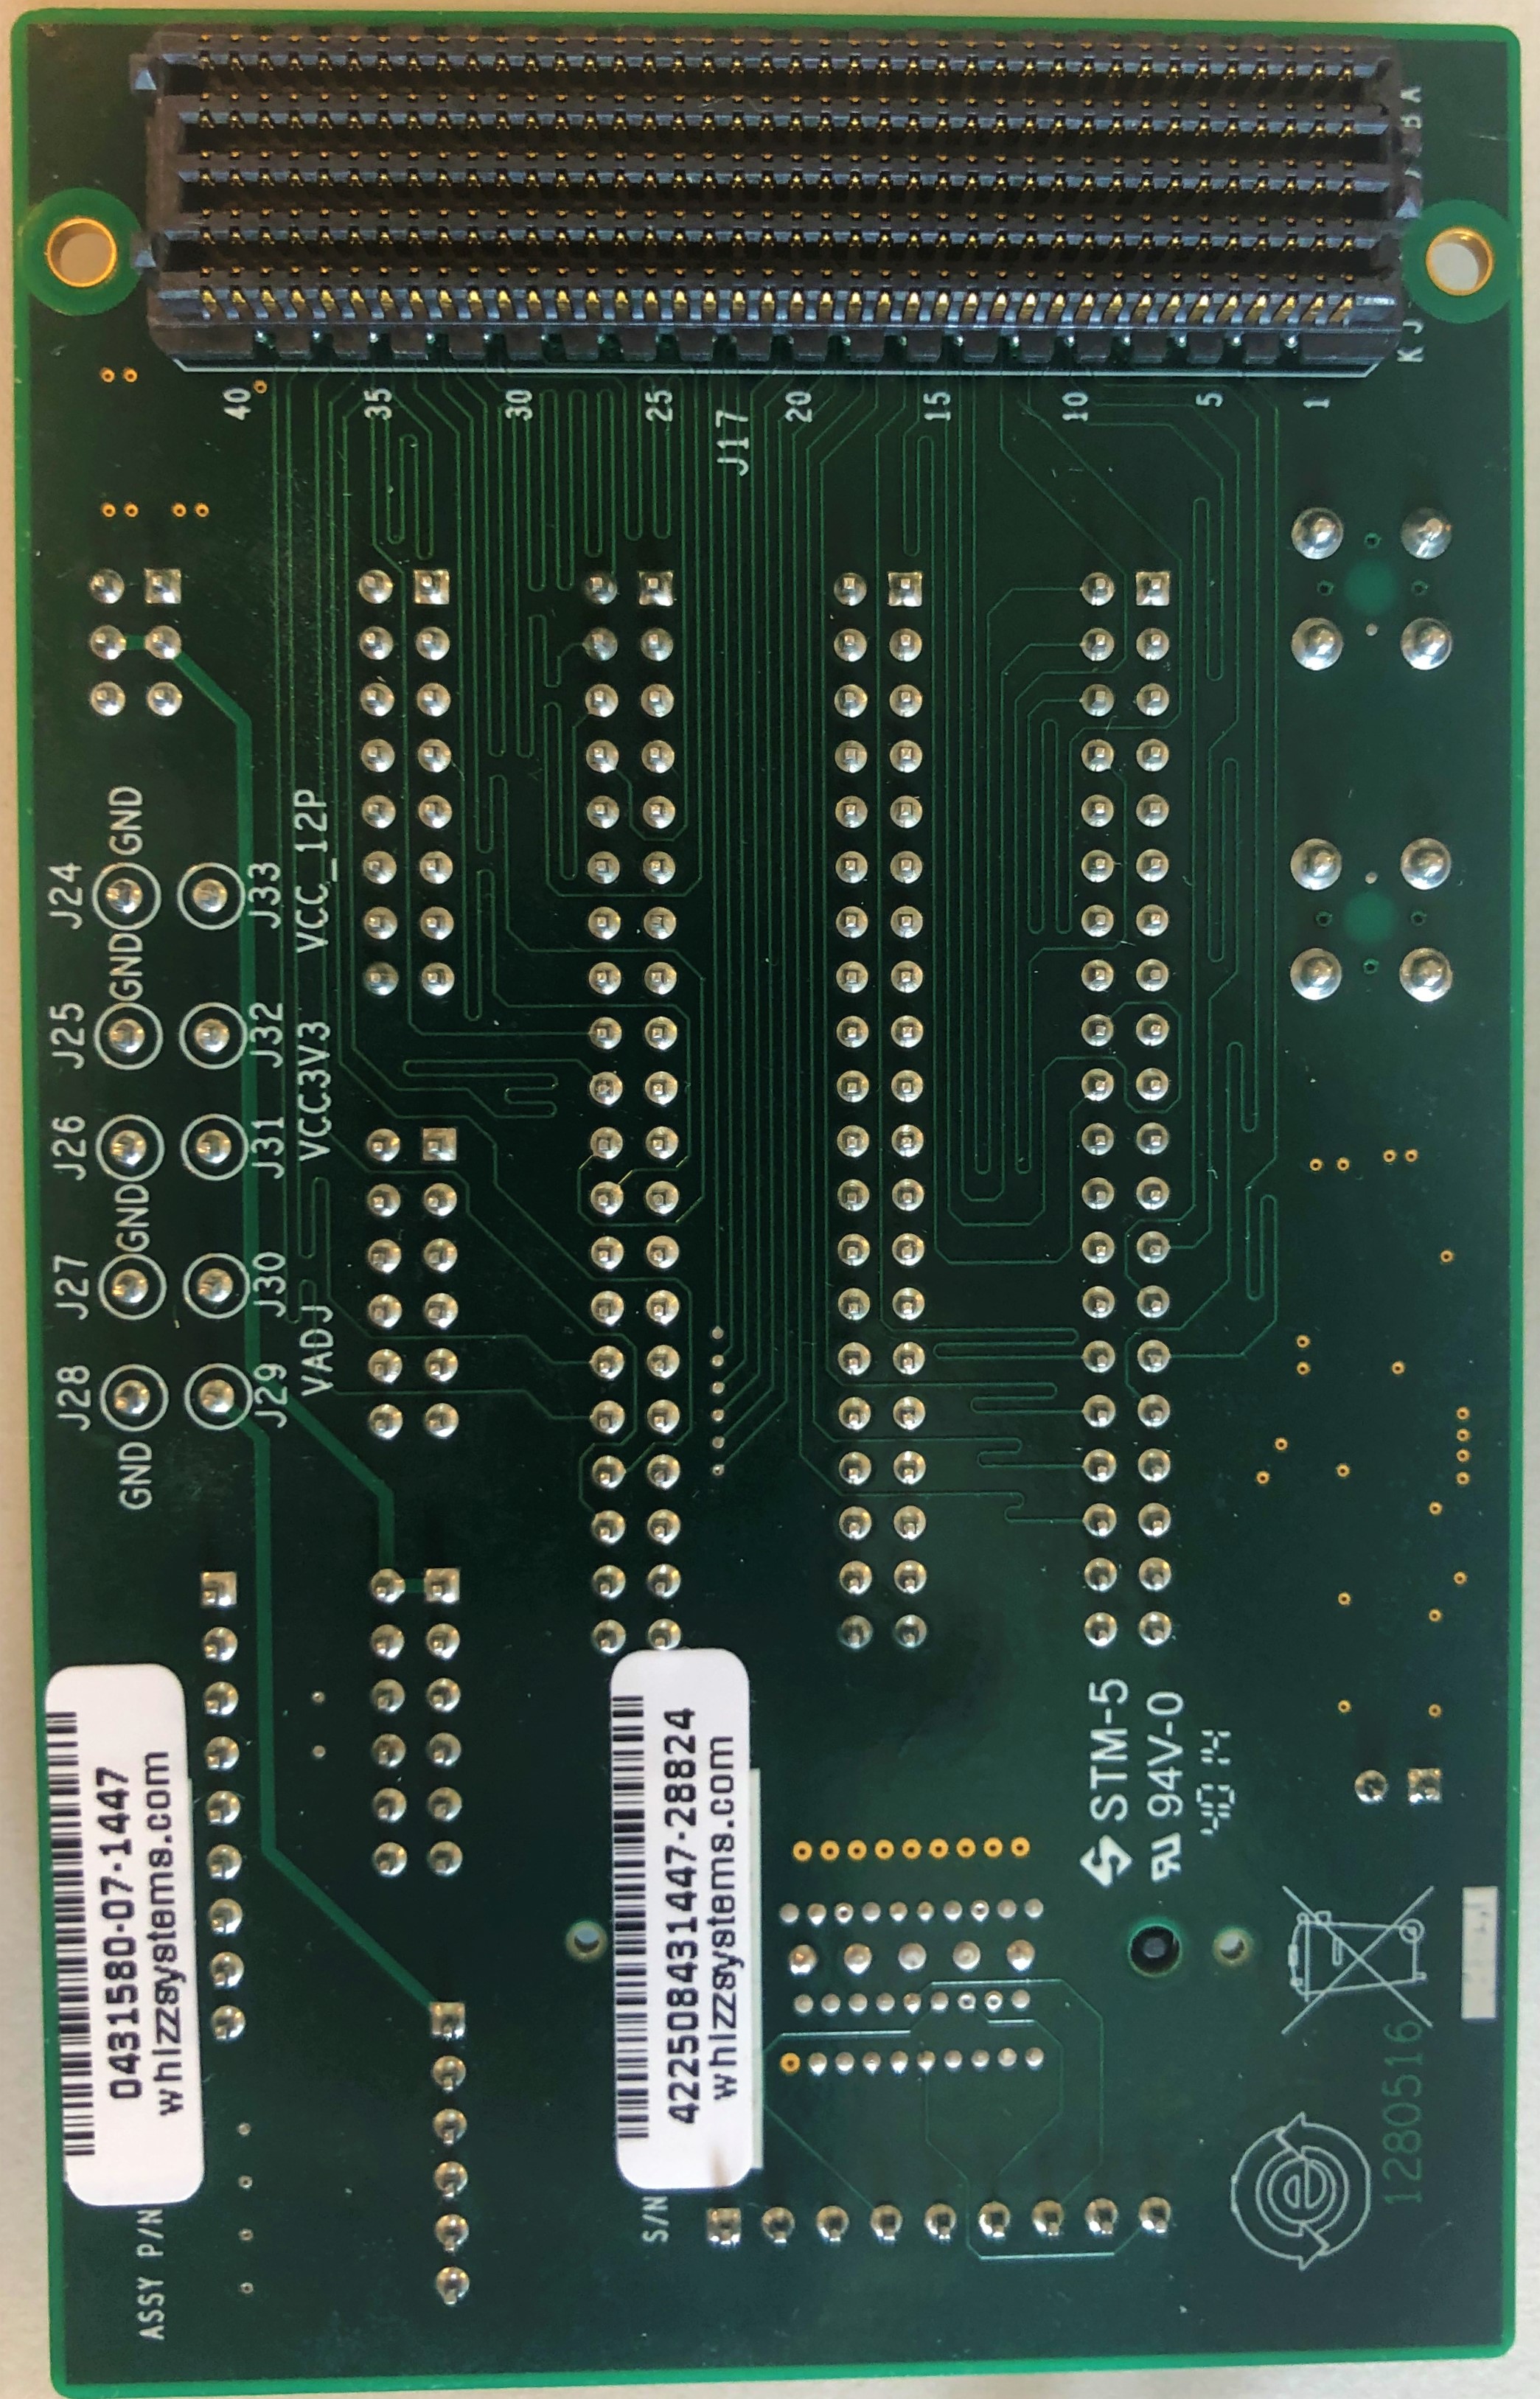 B A
K J
40
35
30
25
20
15
10
5
1
J17
J24
GND
J33
VCC_12P
GND
J25
J32
VCC3V3
J26
J31
GND
J27
J30
VADJ
J28
J29
GND
0431580-07-1447
whizzsystems.com
ASSY P/N
422508431447-28824
whizzsystems.com
S/N
STM-5
94V-0
1280516